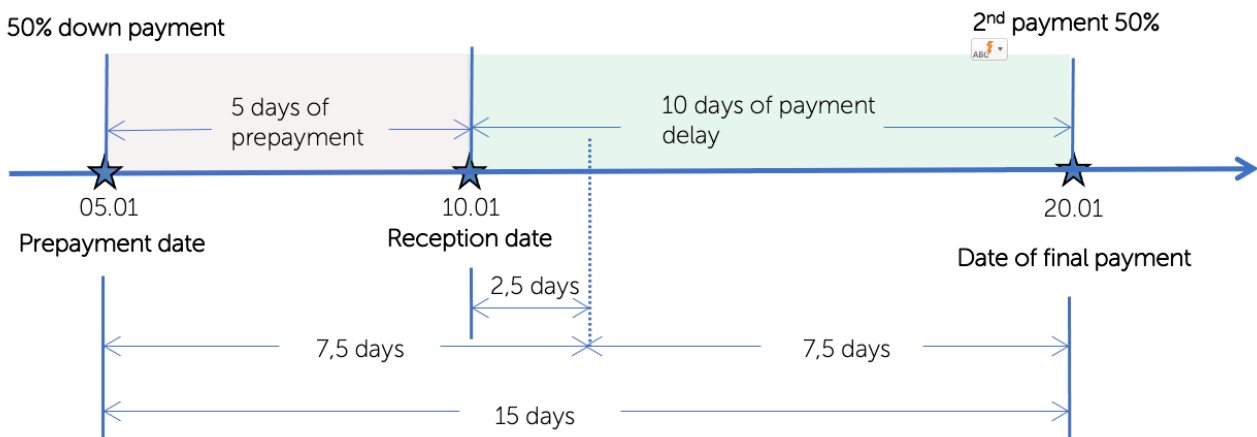 50% down payment
2nd payment 50%
ABC
5 days of
prepayment
10 days of payment
delay
05.01
10.01
20.01
Prepayment date
Reception date
Date of final payment
2,5 days
7,5 days
7,5 days
15 days